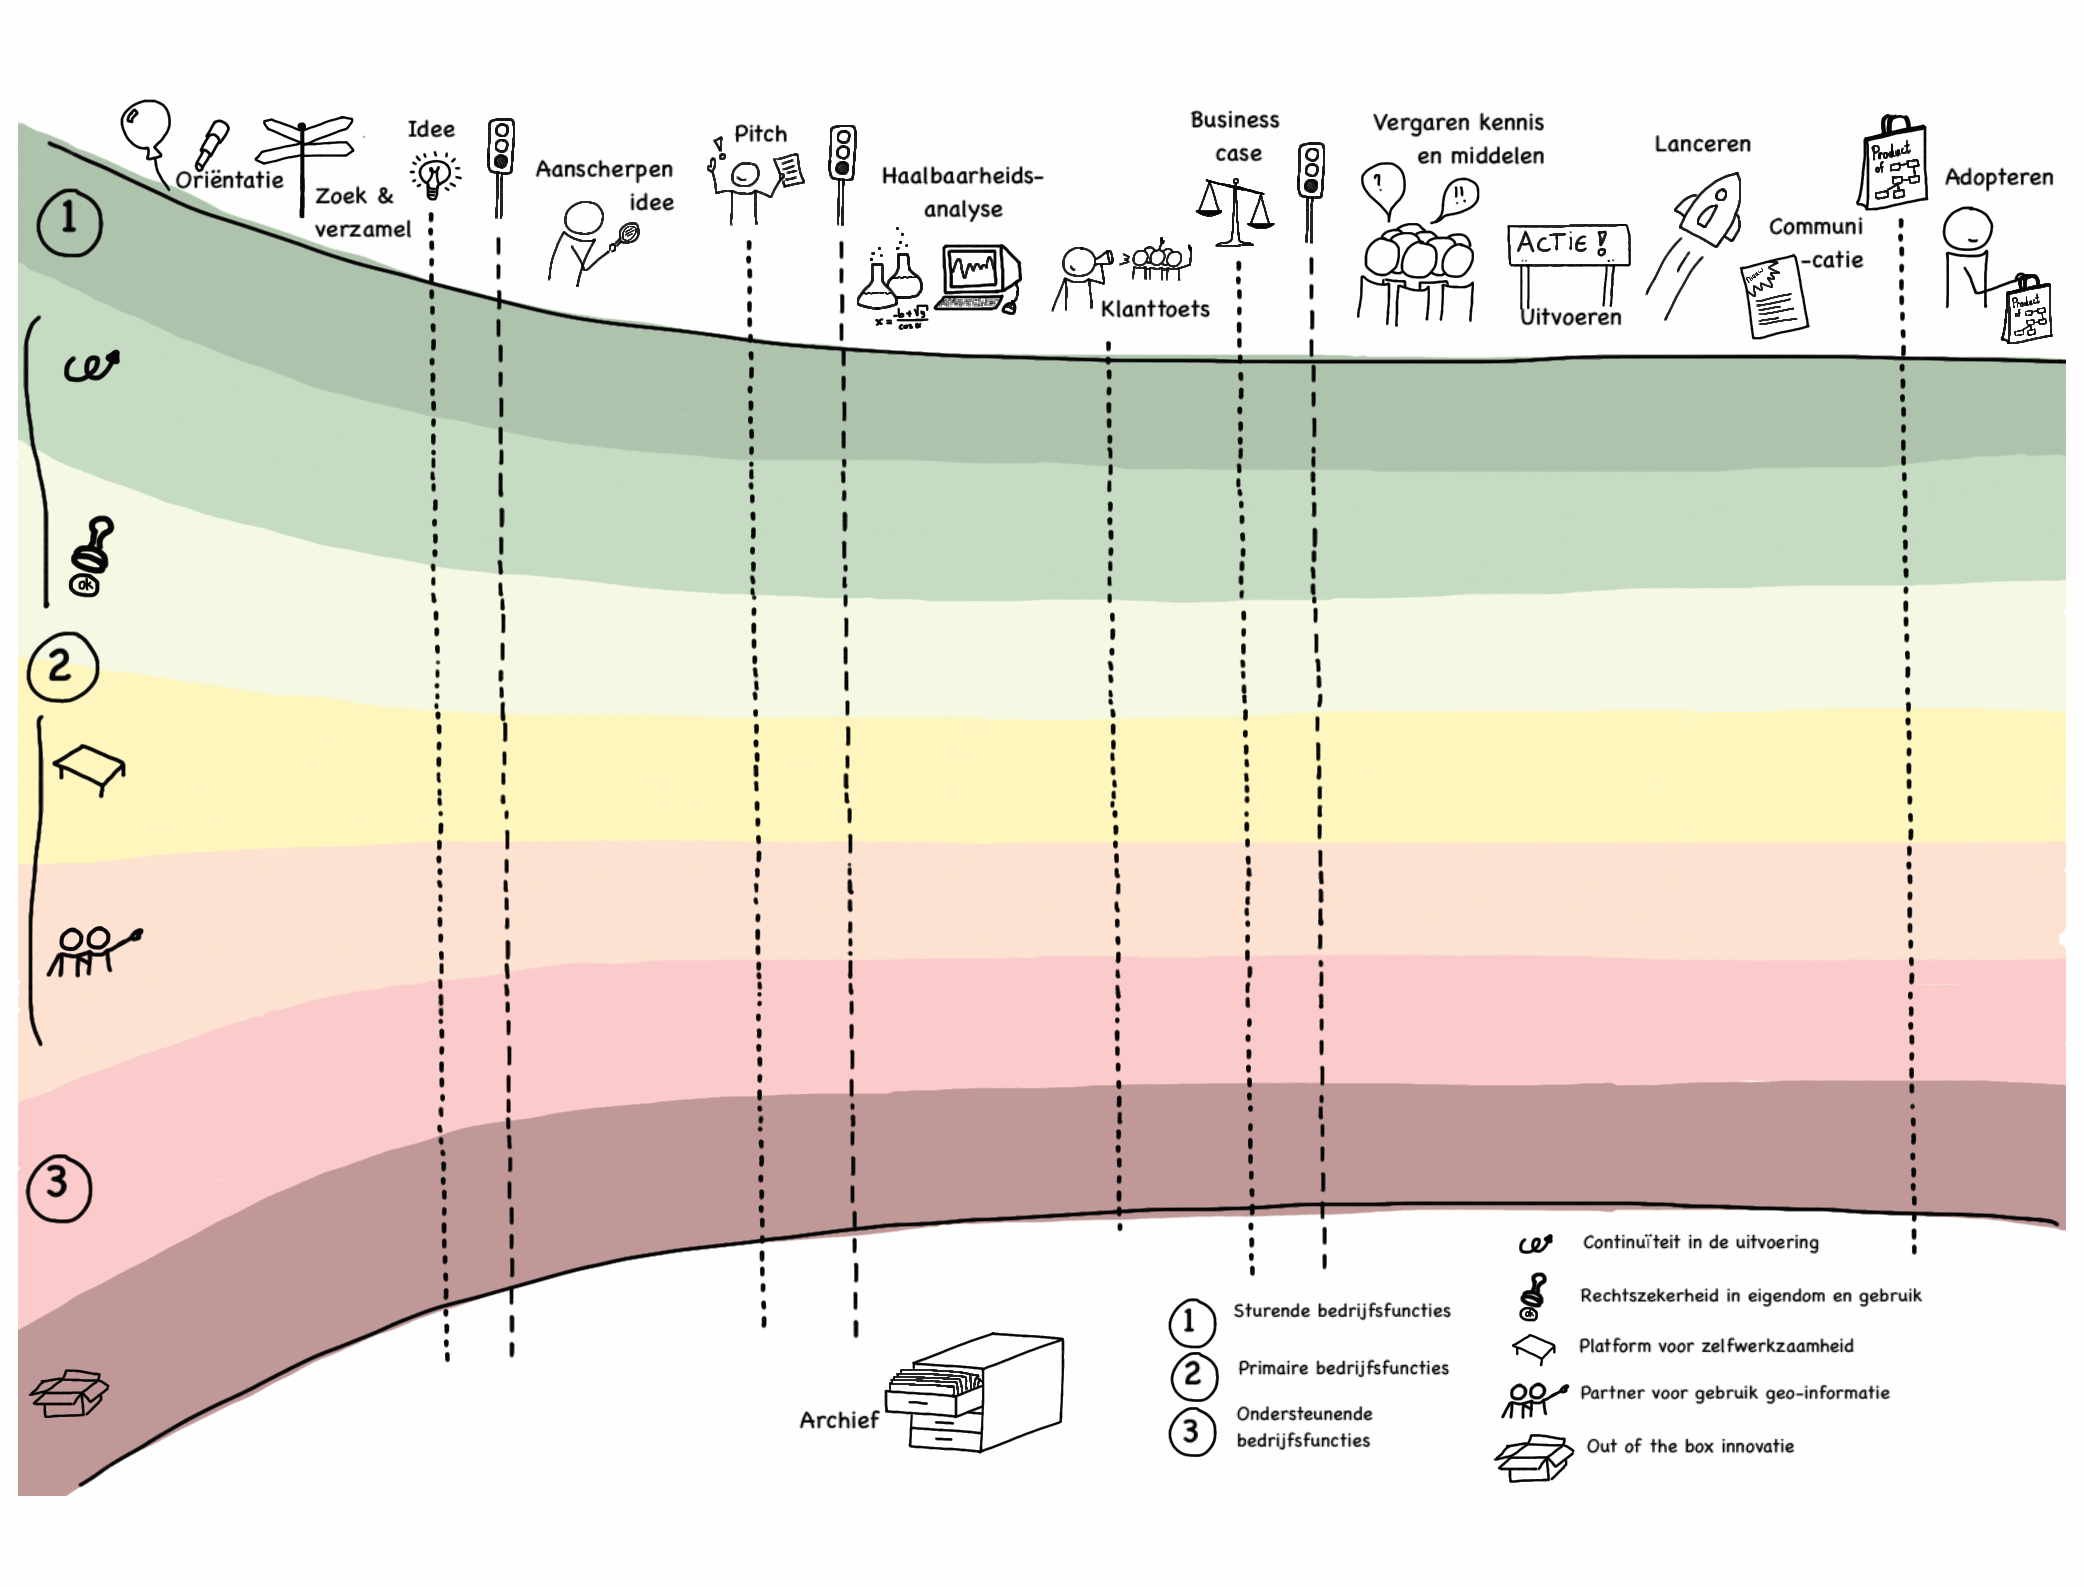 Oriëntatie
Zoek &
verzamel
Idee
Aanscherpen
idee
Pitch
Haalbaarheids-
analyse
Klanttoets
Business
case
Vergaren kennis
en middelen
?
!!
ACTIE!
Uitvoeren
Lanceren
Communi
-catie
Product
of
Adopteren
Product
of
1
ok
2
3
Archief
1 Sturende bedrijfsfuncties
2 Primaire bedrijfsfuncties
3 Ondersteunende
bedrijfsfuncties
Continuïteit in de uitvoering
ok Rechtszekerheid in eigendom en gebruik
Platform voor zelfwerkzaamheid
Partner voor gebruik geo-informatie
Out of the box innovatie